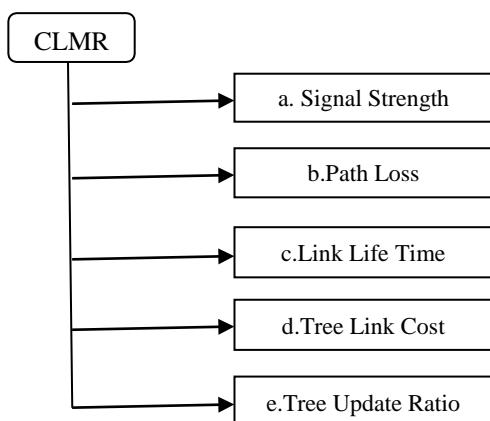 CLMR
a. Signal Strength
b.Path Loss
c.Link Life Time
d.Tree Link Cost
e.Tree Update Ratio